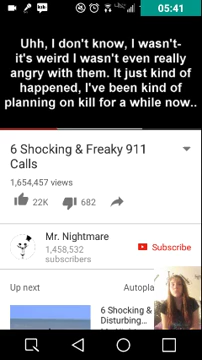 05:41
Uhh, I don't know, I wasn't-
it's weird I wasn't even really
angry with them. It just kind of
happened, I've been kind of
planning on kill for a while now..
6 Shocking & Freaky 911
Calls
1,654,457 views
22K
682
Mr. Nightmare
1,458,532
subscribers
Subscribe
Up next
Autopla
6 Shocking &
Disturbing...